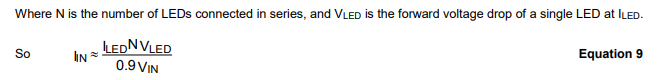 Where N is the number of LEDs connected in series, and VLED is the forward voltage drop of a single LED at ILED.
So IIN ≈ ILEDNVLED Equation 9
0.9VIN